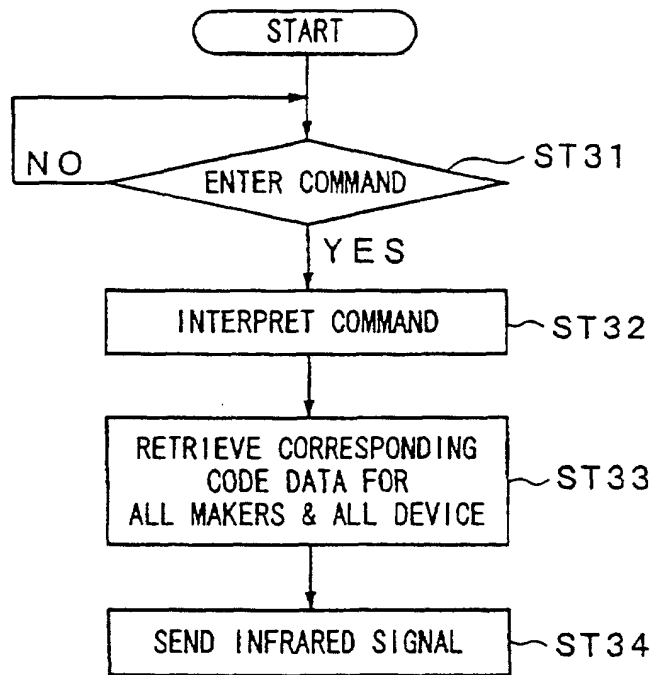 START
NO
ENTER COMMAND
ST31
YES
INTERPRET COMMAND
ST32
RETRIEVE CORRESPONDING
CODE DATA FOR
ALL MAKERS & ALL DEVICE
ST33
SEND INFRARED SIGNAL
ST34